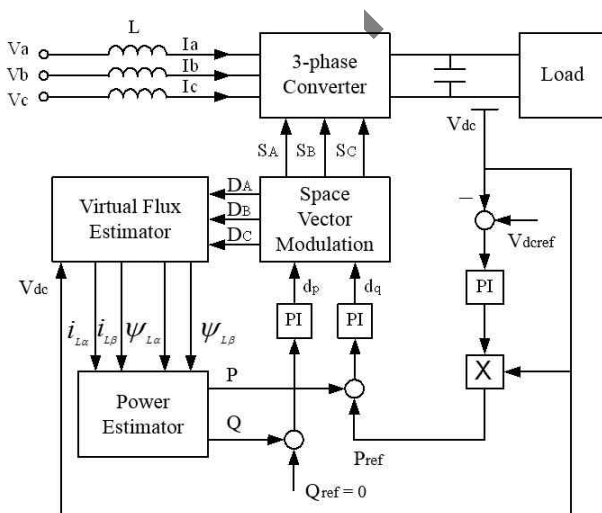 L
Va
Ia
Vb
Ib
Vc
Ic
3-phase
Converter
Load
Vdc
SA
SB
SC
Virtual Flux
Estimator
DA
DB
DC
Space
Vector
Modulation
−
Vdcref
Vdc
dp
dq
PI
PI
PI
iLα
iLβ
ψLα
ψLβ
X
Power
Estimator
P
Q
Pref
Qref = 0